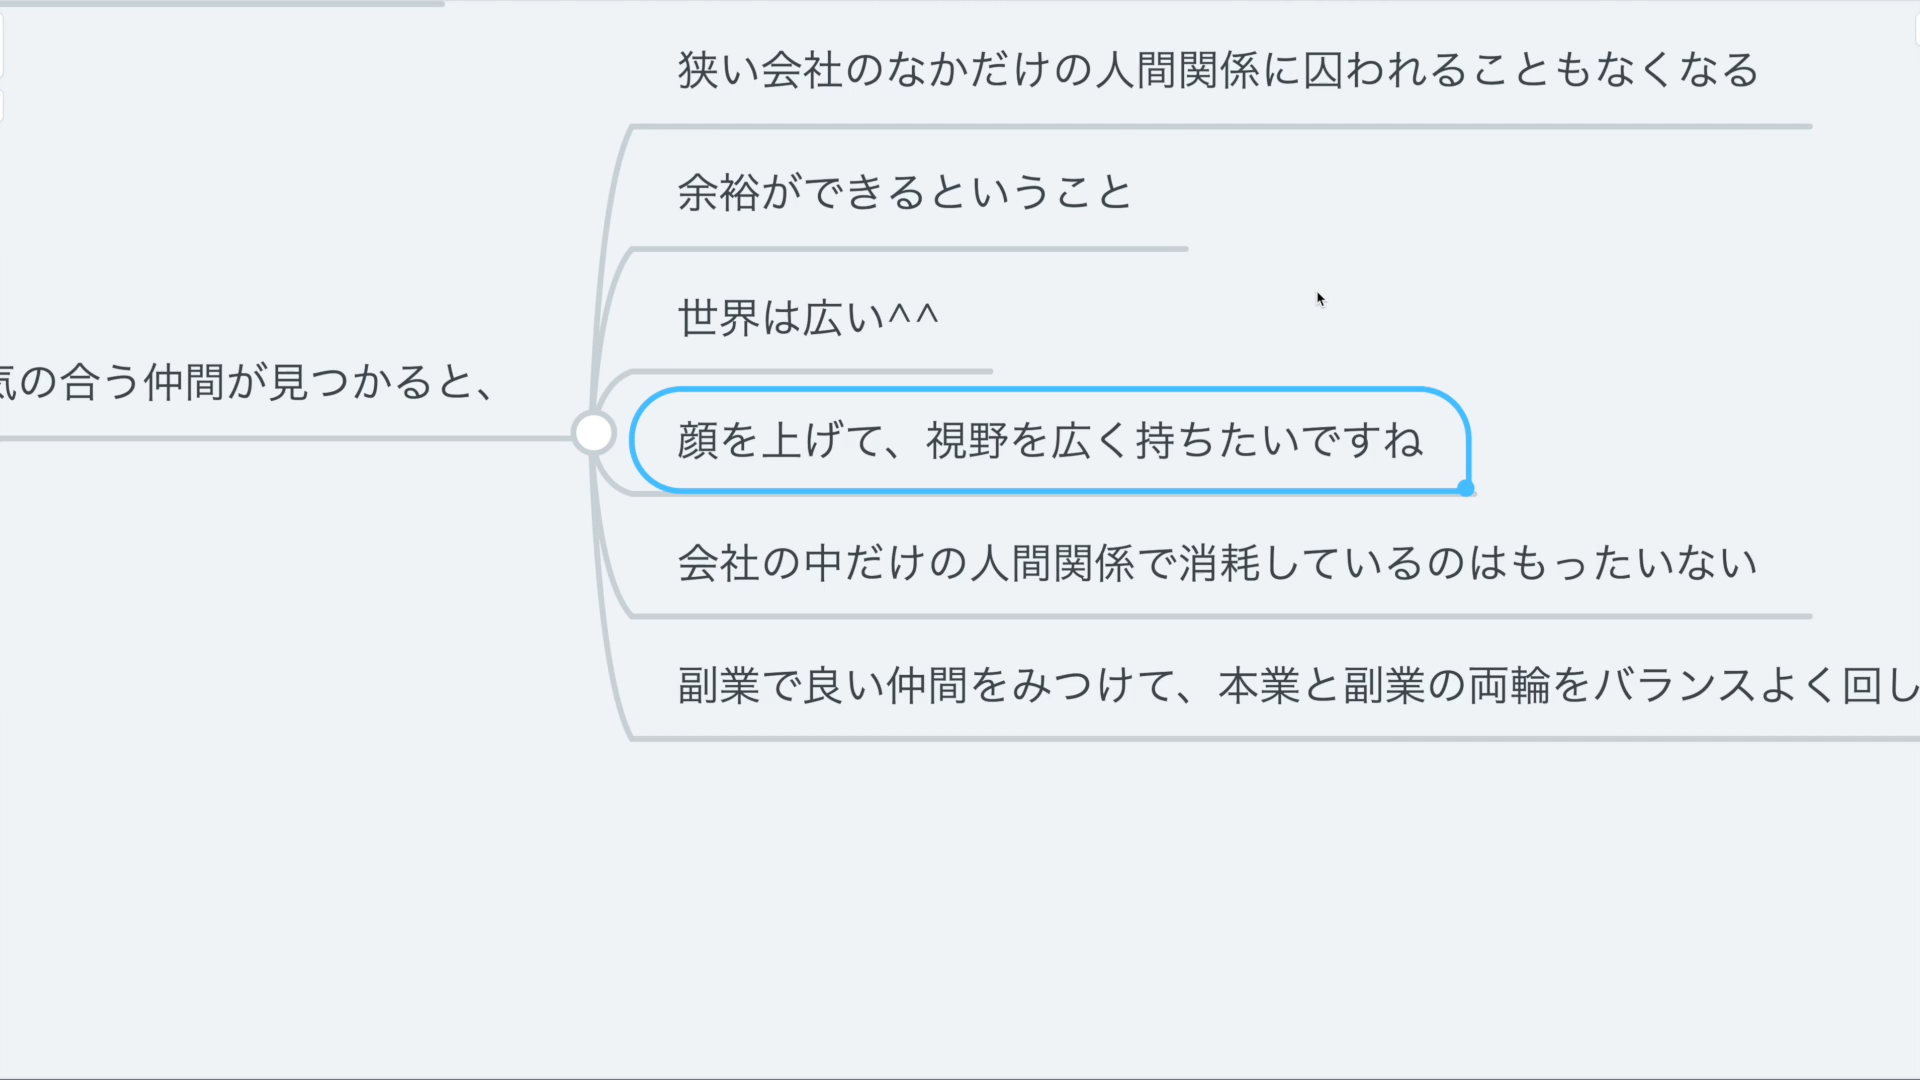 気の合う仲間が見つかると、
狭い会社のなかだけの人間関係に囚われることもなくなる
余裕ができるということ
世界は広い^^
顔を上げて、視野を広く持ちたいですね
会社の中だけの人間関係で消耗しているのはもったいない
副業で良い仲間をみつけて、本業と副業の両輪をバランスよく回し